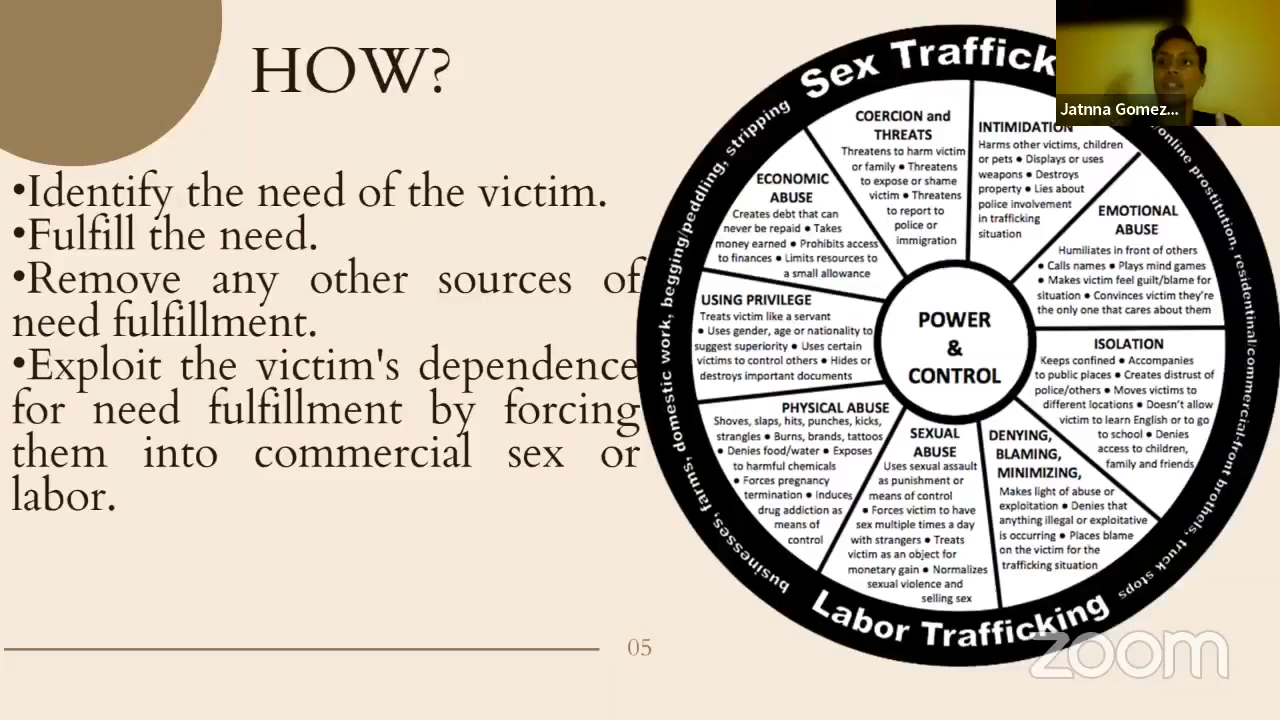 HOW?
•Identify the need of the victim.
•Fulfill the need.
•Remove any other sources of
need fulfillment.
•Exploit the victim's dependence
for need fulfillment by forcing
them into commercial sex or
labor.
05
Sex Traffick
begging/peddling, stripping
online prostitution, residentinal/commercial-front brothels, truck stops
COERCION and
THREATS
Threatens to harm victim
or family • Threatens
to expose or shame
victim • Threatens
to report to
police or
immigration
INTIMIDATION
Harms other victims, children
or pets • Displays or uses
weapons • Destroys
property • Lies about
police involvement
in trafficking
situation
EMOTIONAL
ABUSE
Humiliates in front of others
• Calls names • Plays mind games
• Makes victim feel guilt/blame for
situation • Convinces victim they're
the only one that cares about them
ISOLATION
Keeps confined • Accompanies
to public places • Creates distrust of
police/others • Moves victims to
different locations • Doesn't allow
victim to learn English or to go
to school • Denies
access to children,
family and friends
DENYING,
BLAMING,
MINIMIZING,
Makes light of abuse or
exploitation • Denies that
anything illegal or exploitative
is occurring • Places blame
on the victim for the
trafficking situation
SEXUAL
ABUSE
Uses sexual assault
as punishment or
means of control
• Forces victim to have
sex multiple times a day
with strangers • Treats
victim as an object for
monetary gain • Normalizes
sexual violence and
selling sex
PHYSICAL ABUSE
Shoves, slaps, hits, punches, kicks,
strangles • Burns, brands, tattoos
• Denies food/water • Exposes
to harmful chemicals
• Forces pregnancy
termination • Induces
drug addiction as
means of
control
USING PRIVILEGE
Treats victim like a servant
• Uses gender, age or nationality to
suggest superiority • Uses certain
victims to control others • Hides or
destroys important documents
ECONOMIC
ABUSE
Creates debt that can
never be repaid • Takes
money earned • Prohibits access
to finances • Limits resources to
a small allowance
POWER
&
CONTROL
businesses, farms, domestic work,
Labor Trafficking
Jatnna Gomez...
zoom